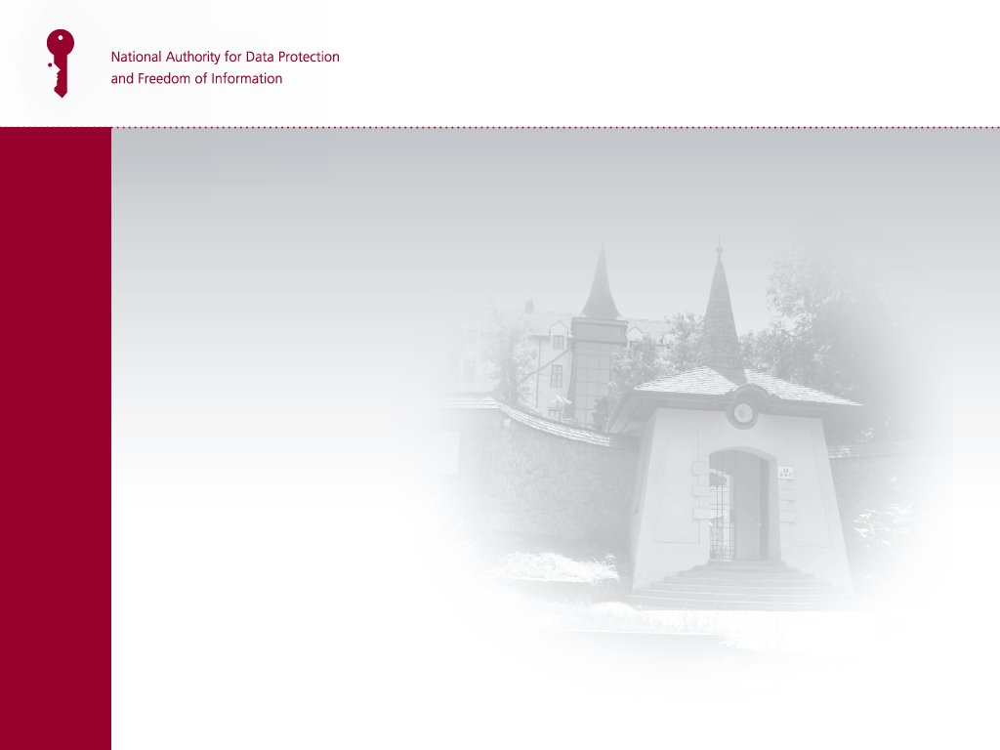 National Authority for Data Protection
and Freedom of Information